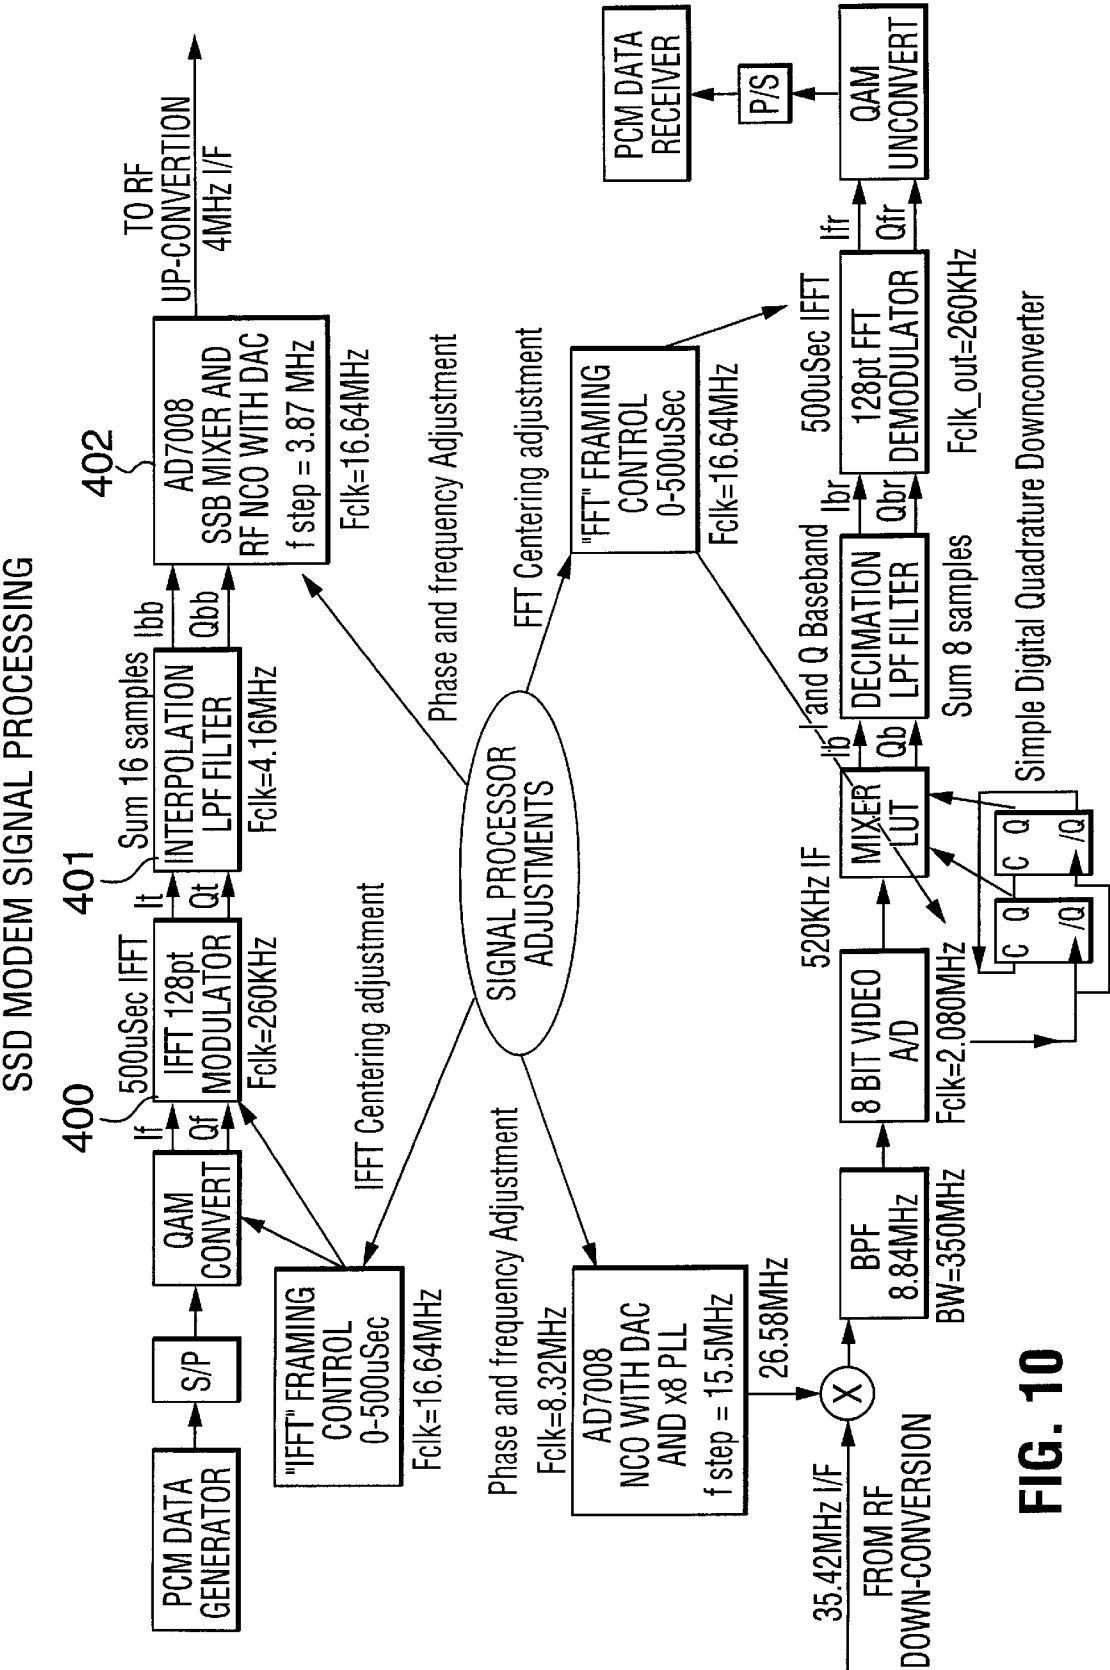 SSD MODEM SIGNAL PROCESSING
PCM DATA
GENERATOR
S/P
QAM
CONVERT
If
Qf
400
500uSec IFFT
IFFT 128pt
MODULATOR
Fclk=260KHz
It
Qt
401
Sum 16 samples
INTERPOLATION
LPF FILTER
Fclk=4.16MHz
Ibb
Qbb
402
AD7008
SSB MIXER AND
RF NCO WITH DAC
f step = 3.87 MHz
Fclk=16.64MHz
TO RF
UP-CONVERTION
4MHz I/F
"IFFT" FRAMING
CONTROL
0-500uSec
Fclk=16.64MHz
IFFT Centering adjustment
SIGNAL PROCESSOR
ADJUSTMENTS
Phase and frequency Adjustment
FFT Centering adjustment
Phase and frequency Adjustment
Fclk=8.32MHz
AD7008
NCO WITH DAC
AND x8 PLL
f step = 15.5MHz
26.58MHz
"FFT" FRAMING
CONTROL
0-500uSec
Fclk=16.64MHz
PCM DATA
RECEIVER
P/S
35.42MHz I/F
FROM RF
DOWN-CONVERSION
X
BPF
8.84MHz
BW=350MHz
8 BIT VIDEO
A/D
Fclk=2.080MHz
520KHz IF
MIXER
LUT
Ib
Qb
I and Q Baseband
DECIMATION
LPF FILTER
Sum 8 samples
Ibr
Qbr
500uSec IFFT
128pt FFT
DEMODULATOR
Fclk_out=260KHz
Ifr
Qfr
QAM
UNCONVERT
C Q
/Q
C Q
/Q
Simple Digital Quadrature Downconverter
FIG. 10